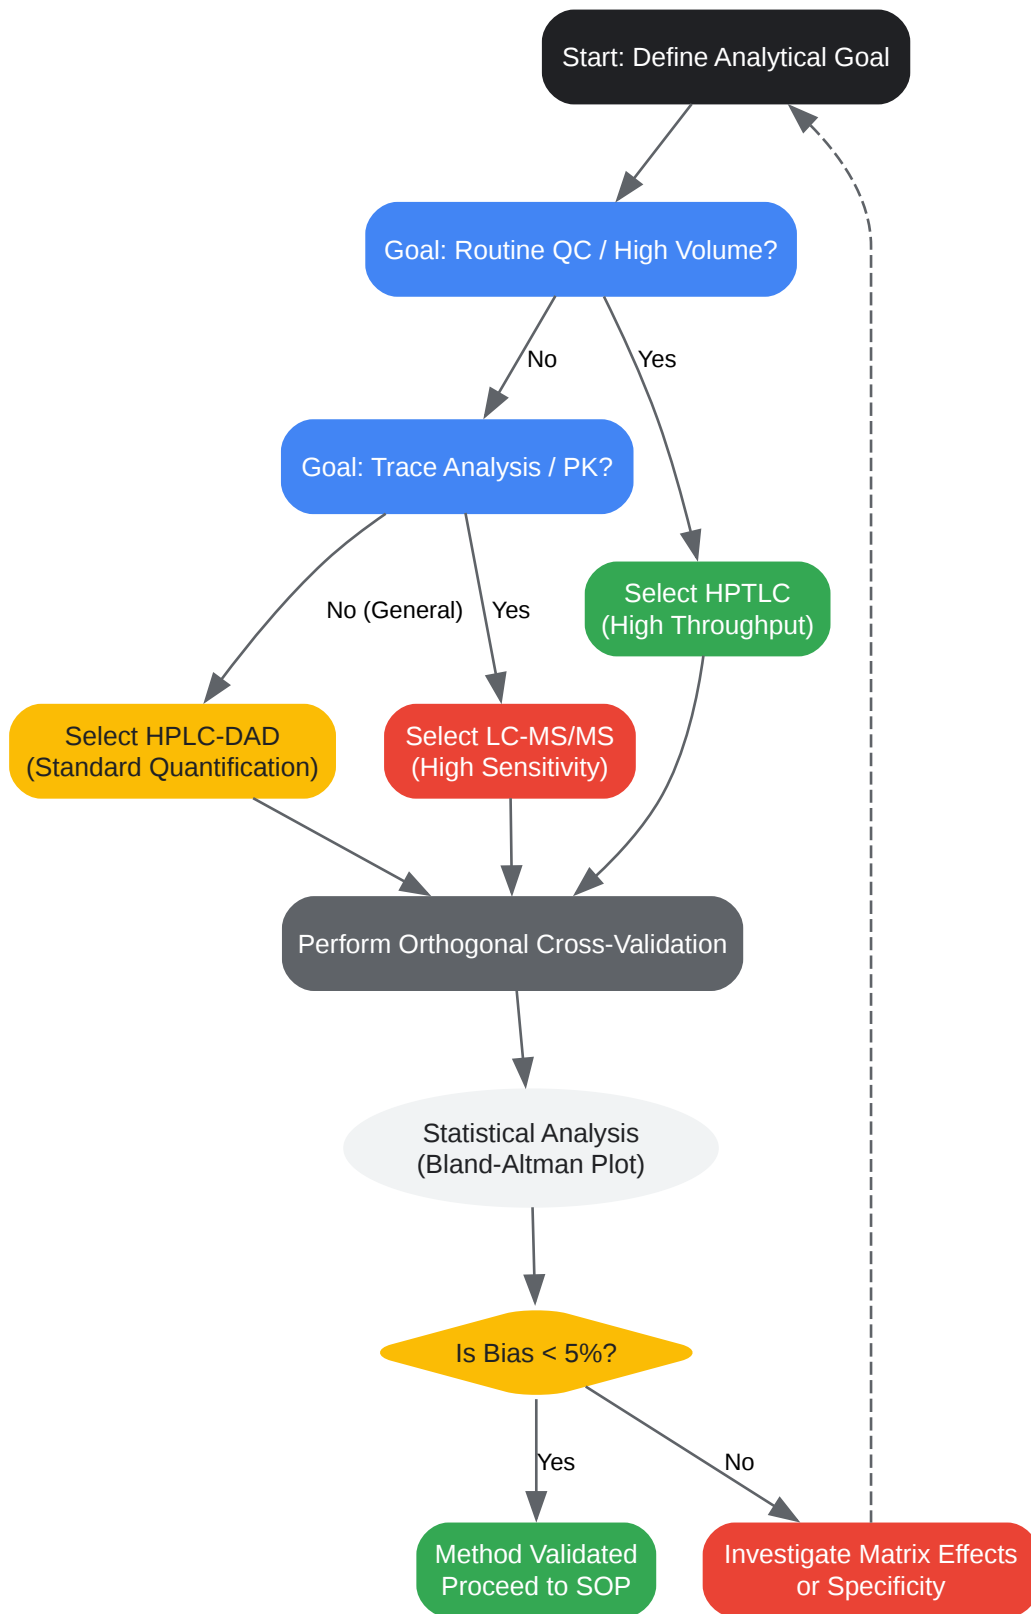 Start: Define Analytical Goal
Goal: Routine QC / High Volume?
No
Yes
Goal: Trace Analysis / PK?
Select HPTLC
(High Throughput)
No (General)
Yes
Select HPLC-DAD
(Standard Quantification)
Select LC-MS/MS
(High Sensitivity)
Perform Orthogonal Cross-Validation
Statistical Analysis
(Bland-Altman Plot)
Is Bias < 5%?
Yes
No
Method Validated
Proceed to SOP
Investigate Matrix Effects
or Specificity